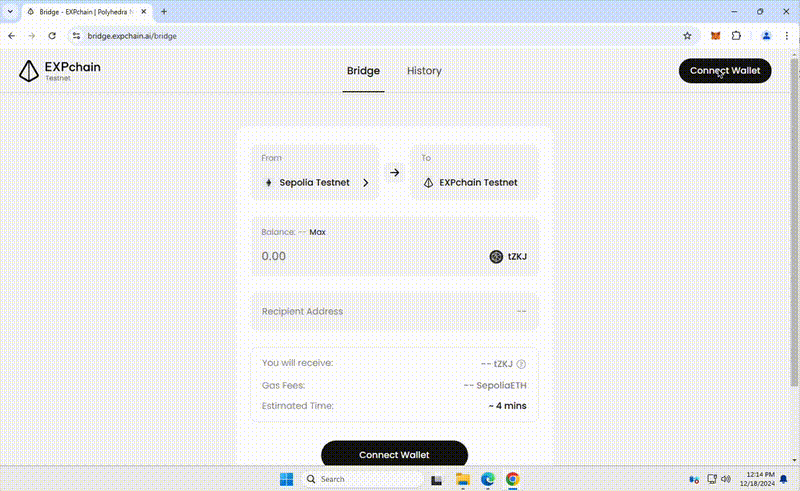 Bridge - EXPchain | Polyhedra
bridge.expchain.ai/bridge
EXPchain
Testnet
Bridge
History
Connect Wallet
From
Sepolia Testnet
To
EXPchain Testnet
Balance: -- Max
0.00
tZKJ
Recipient Address
--
You will receive:
-- tZKJ
Gas Fees:
-- SepoliaETH
Estimated Time:
~ 4 mins
Connect Wallet
Search
12:14 PM
12/18/2024